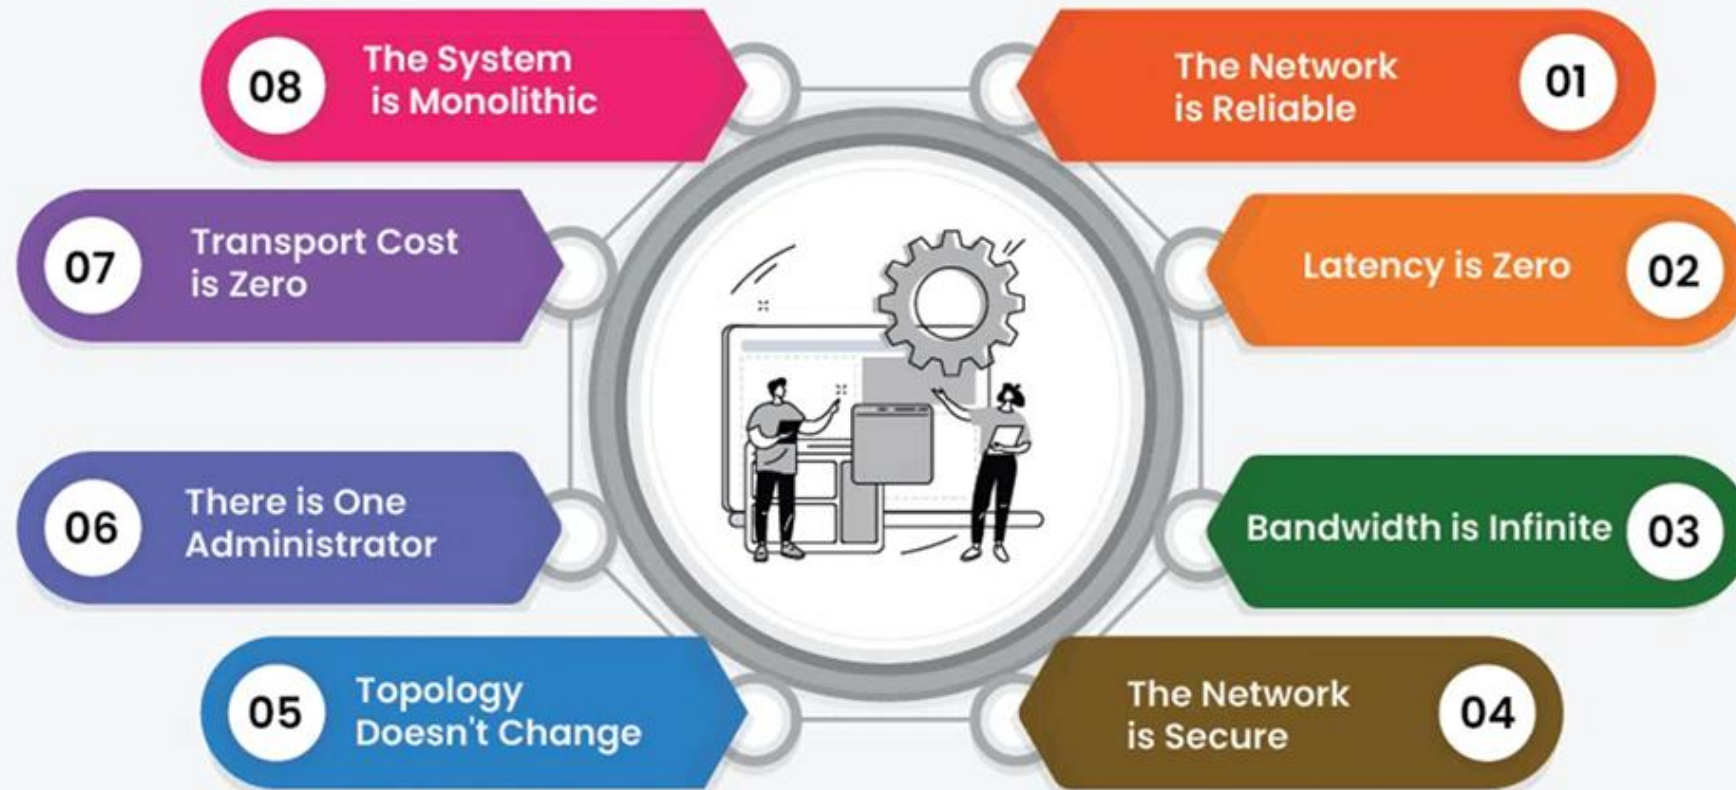 01
The Network
is Reliable
02
Latency is Zero
03
Bandwidth is Infinite
04
The Network
is Secure
05
Topology
Doesn't Change
06
There is One
Administrator
07
Transport Cost
is Zero
08
The System
is Monolithic